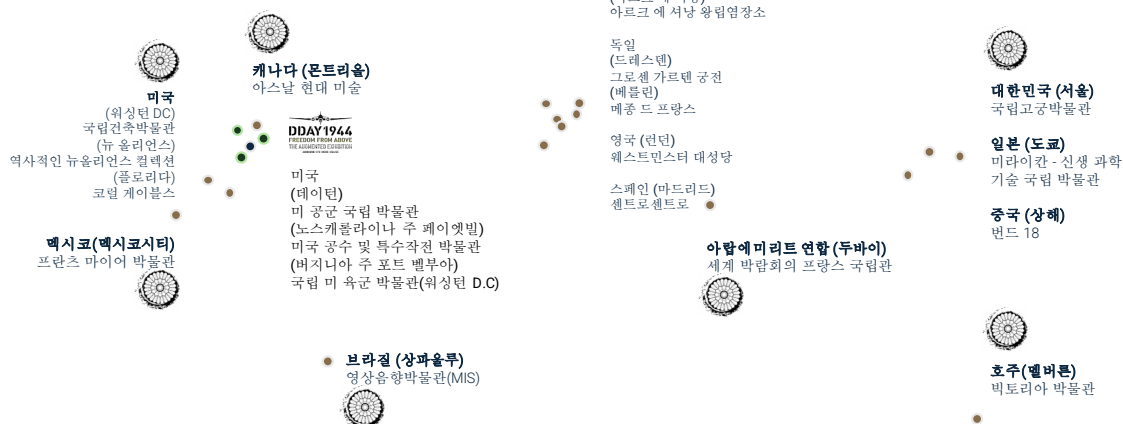 캐나다 (몬트리올)
아스날 현대 미술
미국
(워싱턴 DC)
국립건축박물관
(뉴 올리언스)
역사적인 뉴올리언스 컬렉션
(플로리다)
코럴 게이블스
멕시코(멕시코시티)
프란츠 마이어 박물관
DDAY1944
FREEDOM FROM ABOVE
THE AUGMENTED EXHIBITION
미국
(데이턴)
미 공군 국립 박물관
(노스캐롤라이나 주 페이엣빌)
미국 공수 및 특수작전 박물관
(버지니아 주 포트 벨부아)
국립 미 육군 박물관(워싱턴 D.C)
브라질 (상파울루)
영상음향박물관(MIS)
아르크 에 셔낭 왕립염장소
독일
(드레스덴)
그로센 가르텐 궁전
(베를린)
메종 드 프랑스
영국 (런던)
웨스트민스터 대성당
스페인 (마드리드)
센트로센트로
아랍에미리트 연합 (두바이)
세계 박람회의 프랑스 국립관
대한민국 (서울)
국립고궁박물관
일본 (도쿄)
미라이칸 - 신생 과학
기술 국립 박물관
중국 (상해)
번드 18
호주(멜버른)
빅토리아 박물관